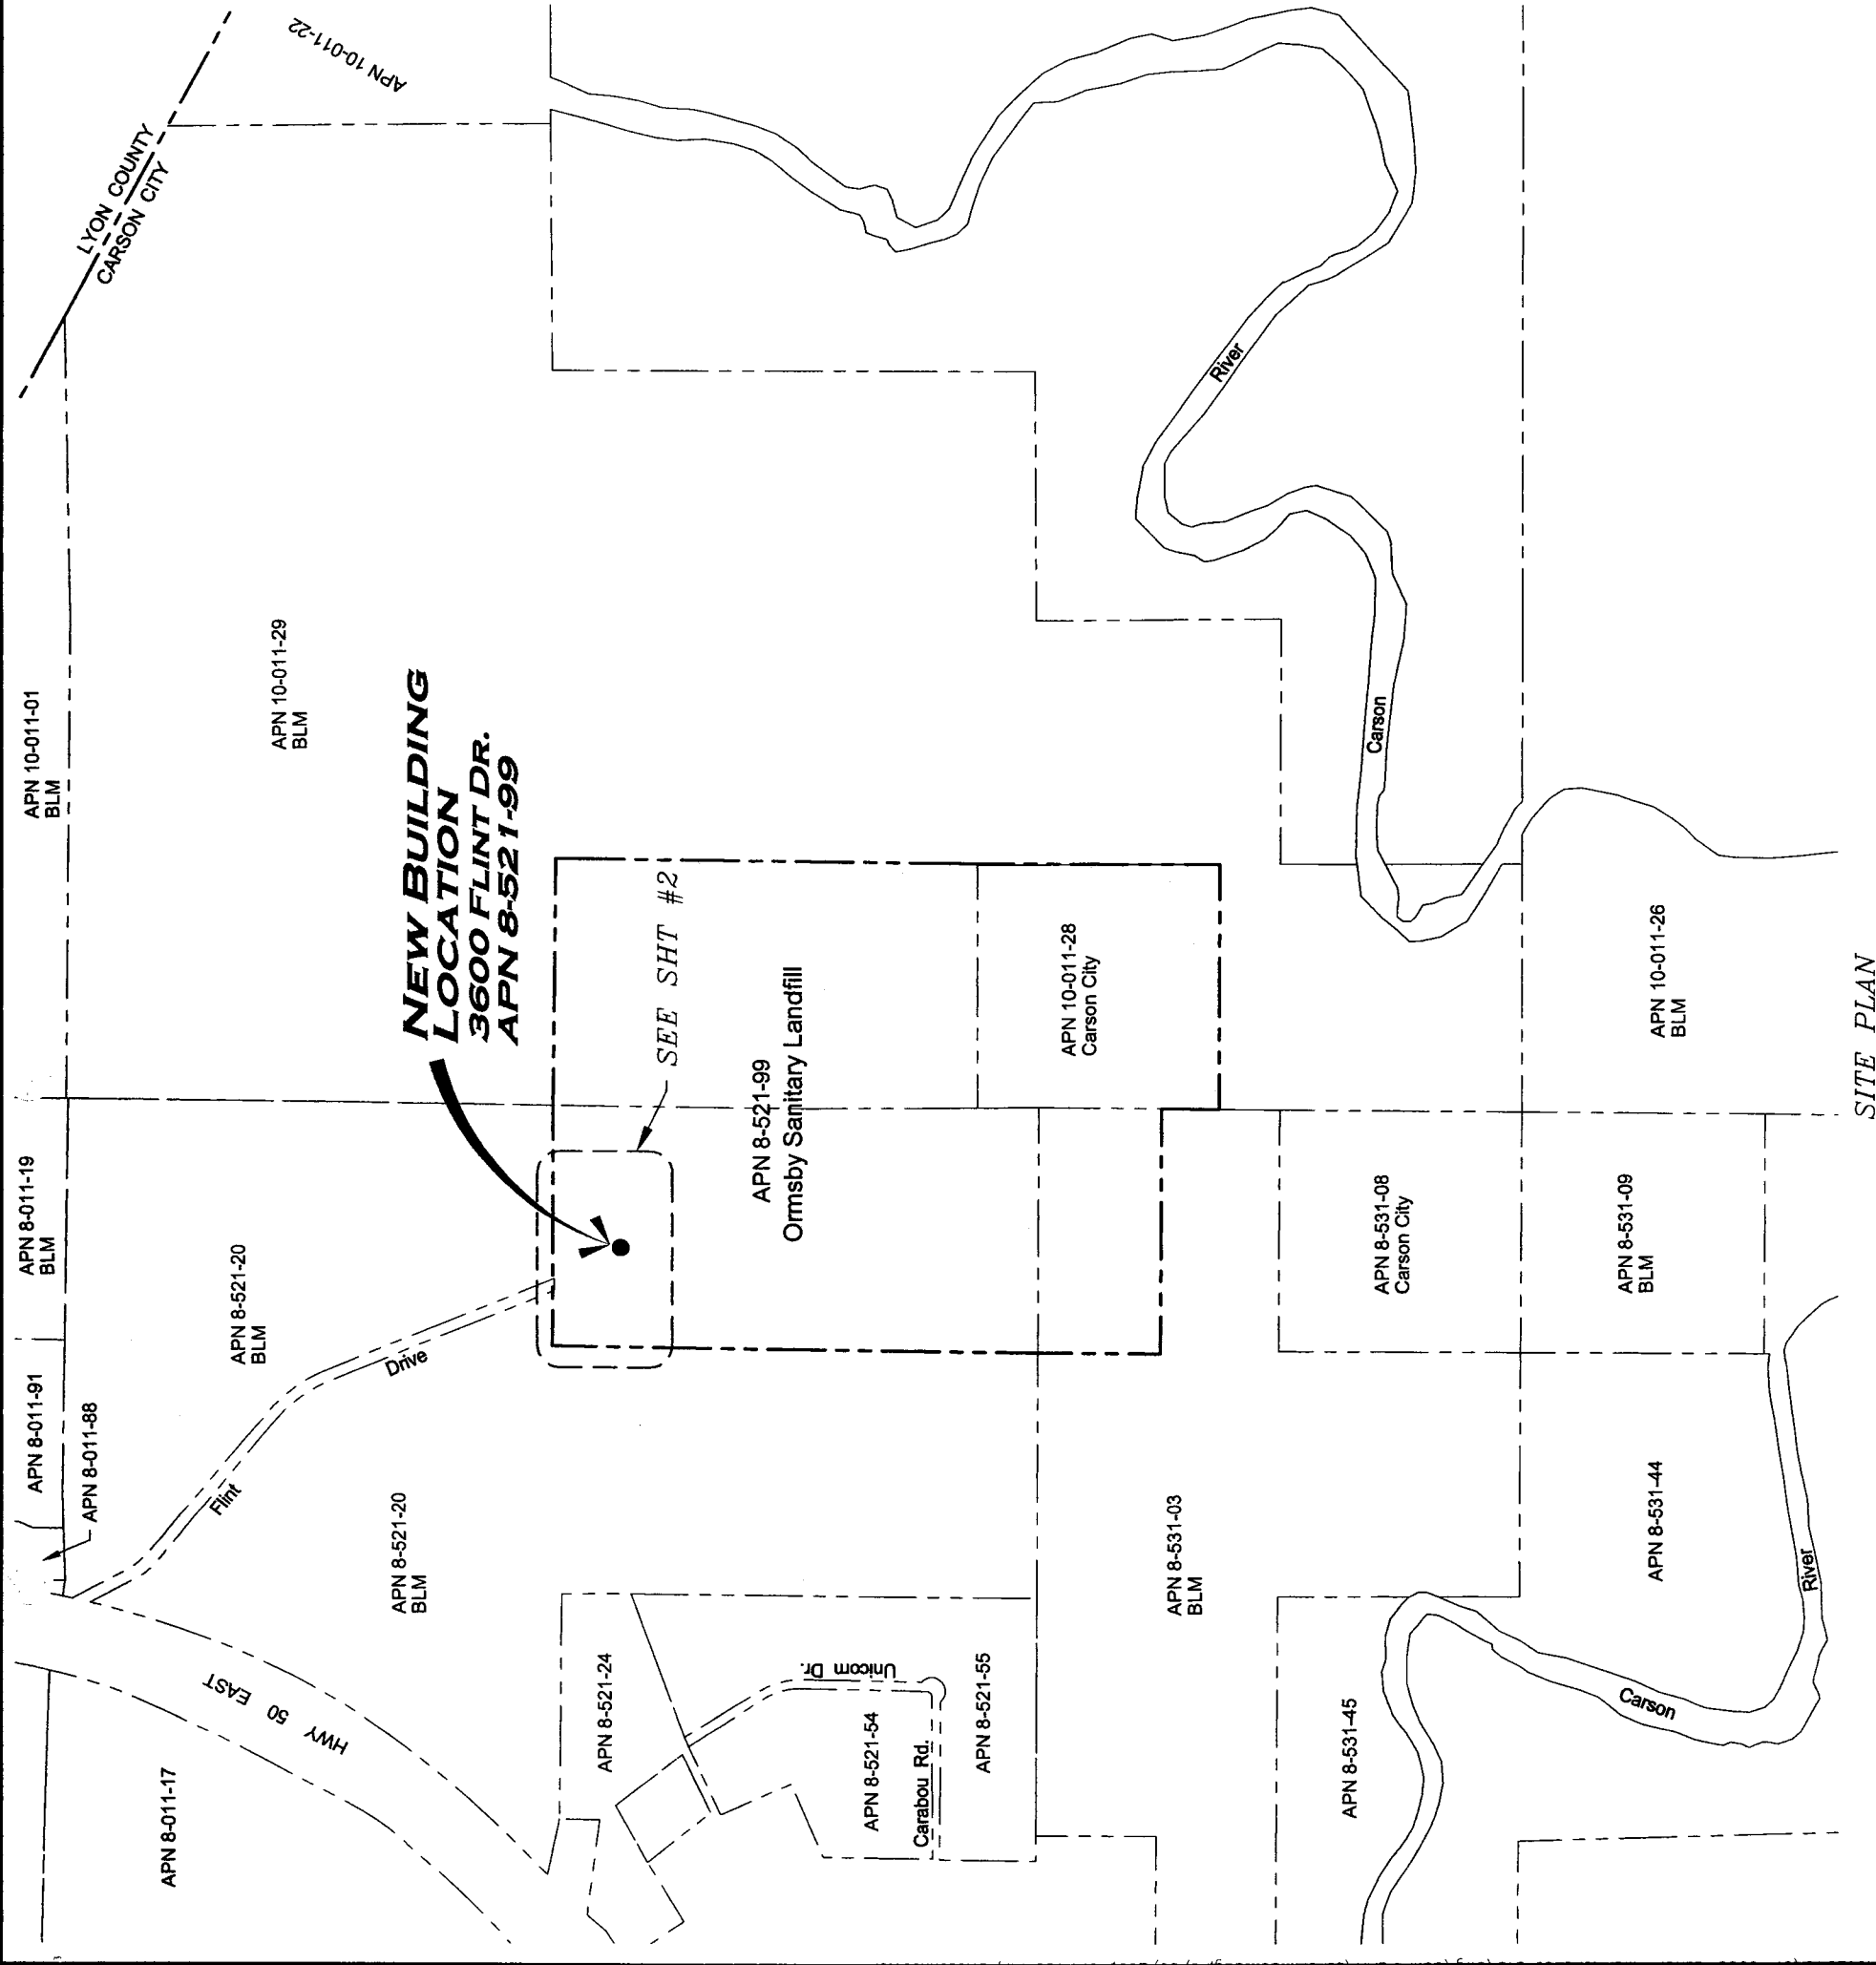 APN 8-011-17
HWY 50 EAST
APN 8-011-91
APN 8-011-88
APN 8-011-19
BLM
APN 10-011-01
BLM
LYON COUNTY
CARSON CITY
APN 10-011-22
Flint
Drive
APN 8-521-20
BLM
APN 8-521-20
BLM
APN 10-011-29
BLM
NEW BUILDING
LOCATION
3600 FLINT DR.
APN 8-521-99
SEE SHT #2
APN 8-521-24
Unicorn Dr.
APN 8-521-54
Carabou Rd.
APN 8-521-55
APN 8-521-99
Ormsby Sanitary Landfill
APN 10-011-28
Carson City
APN 8-531-03
BLM
APN 8-531-45
APN 8-531-08
Carson City
Carson
River
APN 8-531-44
APN 8-531-09
BLM
APN 10-011-26
BLM
Carson
River
SITE PLAN